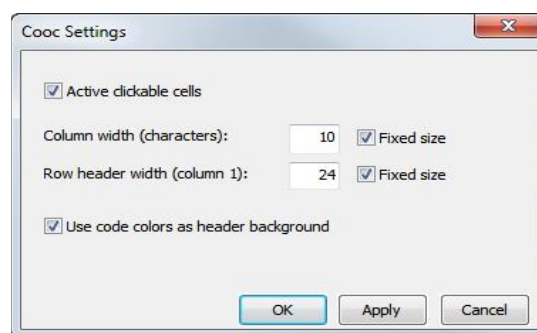 Cooc Settings
Active clickable cells
Column width (characters): 10 Fixed size
Row header width (column 1): 24 Fixed size
Use code colors as header background
OK Apply Cancel